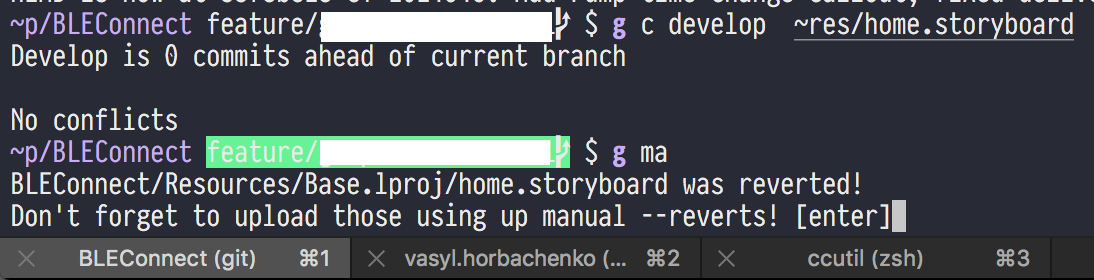 ~p/BLEConnect feature/ $ g c develop ~res/home.storyboard
Develop is 0 commits ahead of current branch
No conflicts
~p/BLEConnect feature/ $ g ma
BLEConnect/Resources/Base.lproj/home.storyboard was reverted!
Don't forget to upload those using up manual --reverts! [enter]
BLEConnect (git) ⌘1 vasyl.horbachenko (... ⌘2 ccutil (zsh) ⌘3